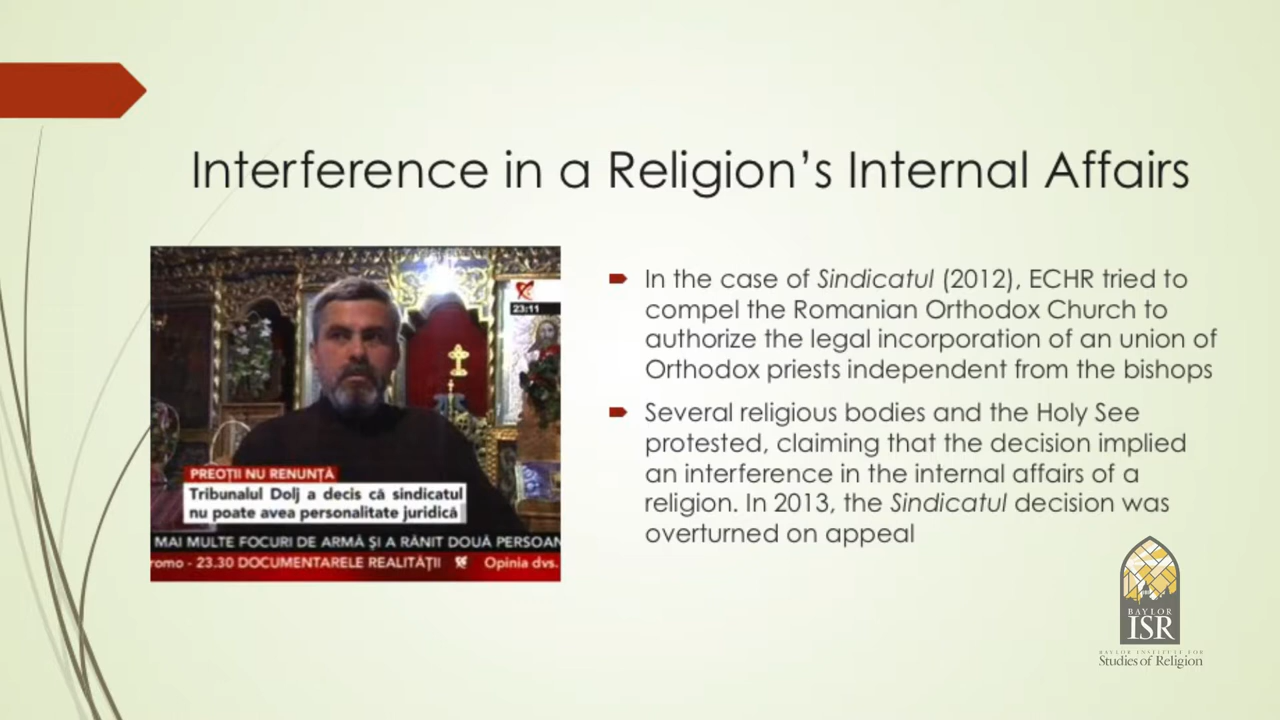 Interference in a Religion's Internal Affairs
23:11
PREOȚII NU RENUNȚĂ
Tribunalul Dolj a decis că sindicatul
nu poate avea personalitate juridică
MAI MULTE FOCURI DE ARMĂ ȘI A RĂNIT DOUĂ PERSOAN
romo - 23.30 DOCUMENTARELE REALITĂȚII Opinia dvs.
In the case of Sindicatul (2012), ECHR tried to
compel the Romanian Orthodox Church to
authorize the legal incorporation of an union of
Orthodox priests independent from the bishops
Several religious bodies and the Holy See
protested, claiming that the decision implied
an interference in the internal affairs of a
religion. In 2013, the Sindicatul decision was
overturned on appeal
BAYLOR
ISR
BAYLOR INSTITUTE FOR
Studies of Religion